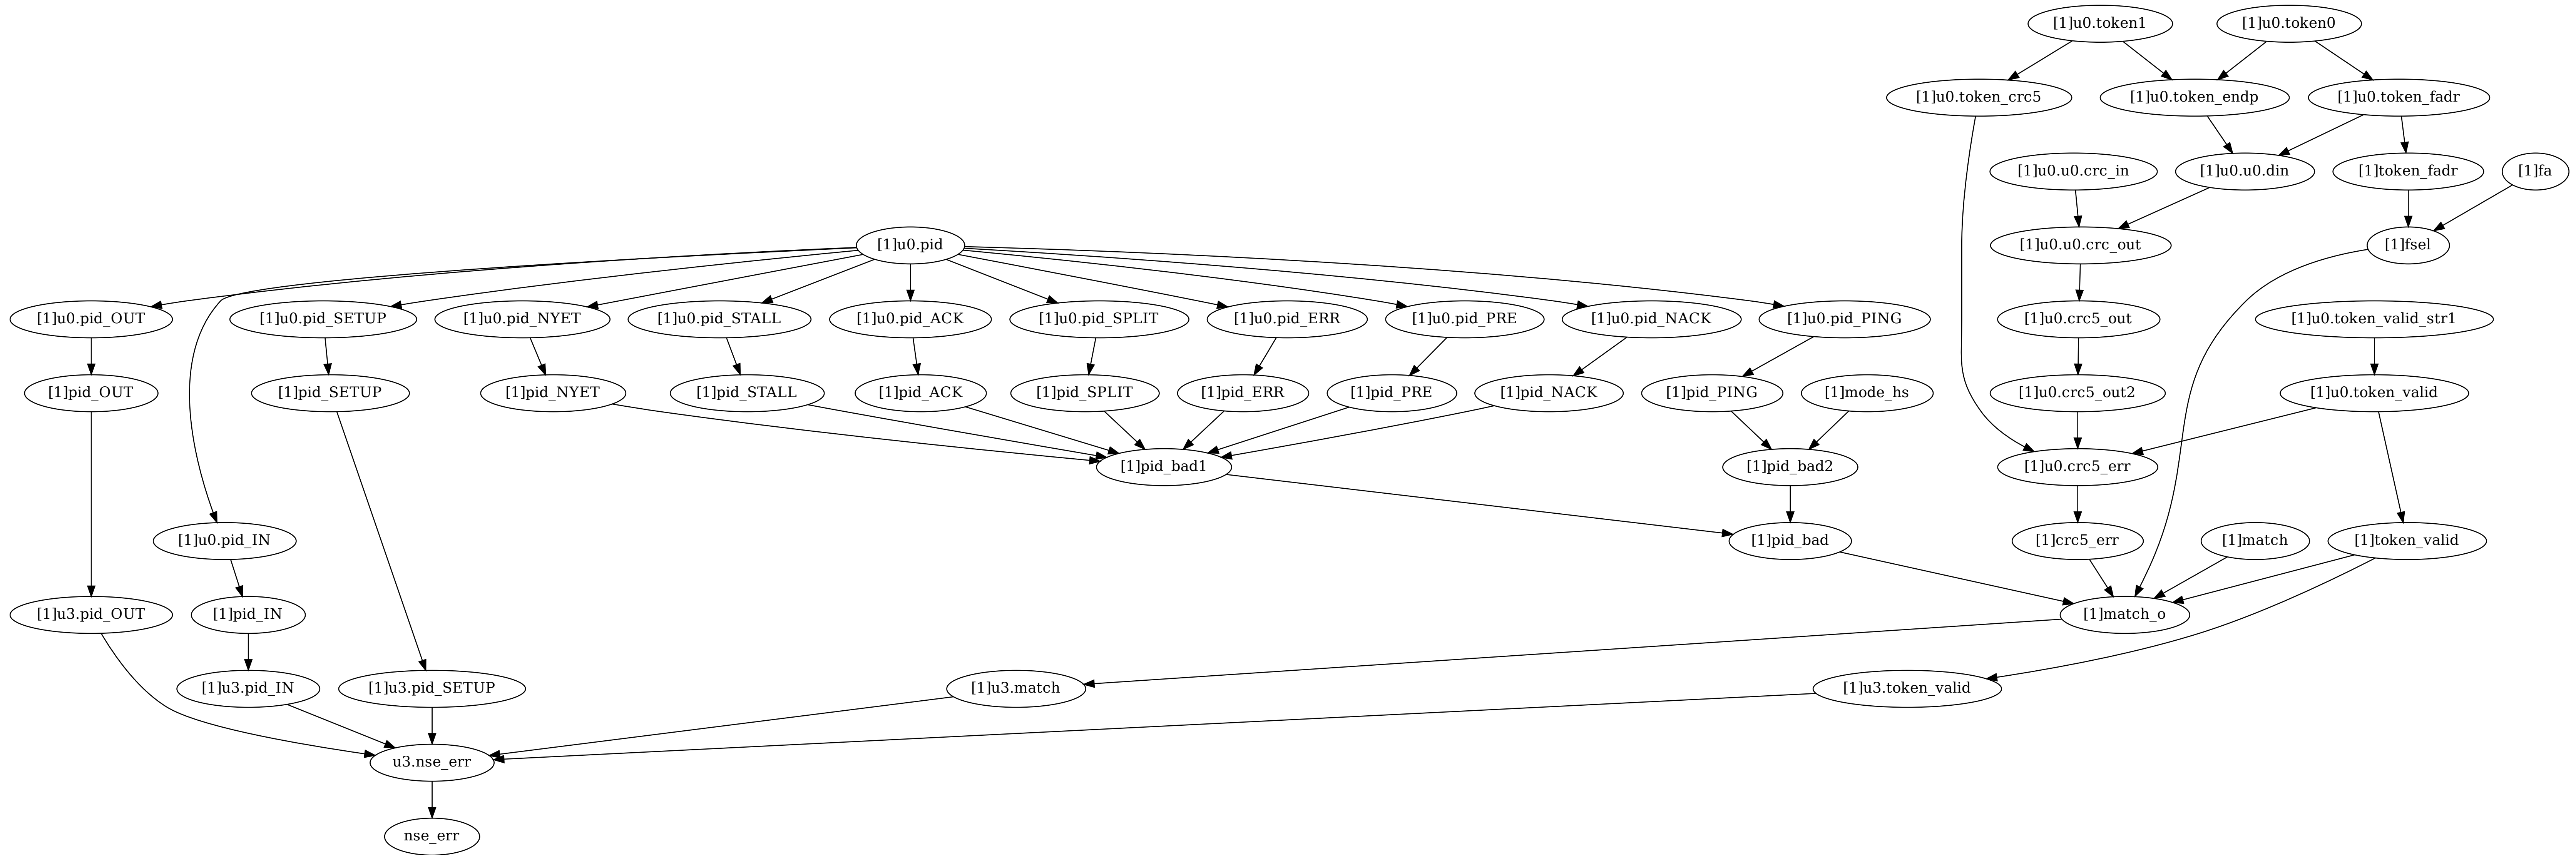 [1]u0.token1
[1]u0.token0
[1]u0.token_crc5
[1]u0.token_endp
[1]u0.token_fadr
[1]u0.u0.crc_in
[1]u0.u0.din
[1]token_fadr
[1]fa
[1]u0.pid
[1]u0.u0.crc_out
[1]fsel
[1]u0.pid_OUT
[1]u0.pid_SETUP
[1]u0.pid_NYET
[1]u0.pid_STALL
[1]u0.pid_ACK
[1]u0.pid_SPLIT
[1]u0.pid_ERR
[1]u0.pid_PRE
[1]u0.pid_NACK
[1]u0.pid_PING
[1]u0.crc5_out
[1]u0.token_valid_str1
[1]pid_OUT
[1]pid_SETUP
[1]pid_NYET
[1]pid_STALL
[1]pid_ACK
[1]pid_SPLIT
[1]pid_ERR
[1]pid_PRE
[1]pid_NACK
[1]pid_PING
[1]mode_hs
[1]u0.crc5_out2
[1]u0.token_valid
[1]pid_bad1
[1]pid_bad2
[1]u0.crc5_err
[1]u0.pid_IN
[1]pid_bad
[1]crc5_err
[1]match
[1]token_valid
[1]u3.pid_OUT
[1]pid_IN
[1]match_o
[1]u3.pid_IN
[1]u3.pid_SETUP
[1]u3.match
[1]u3.token_valid
u3.nse_err
nse_err